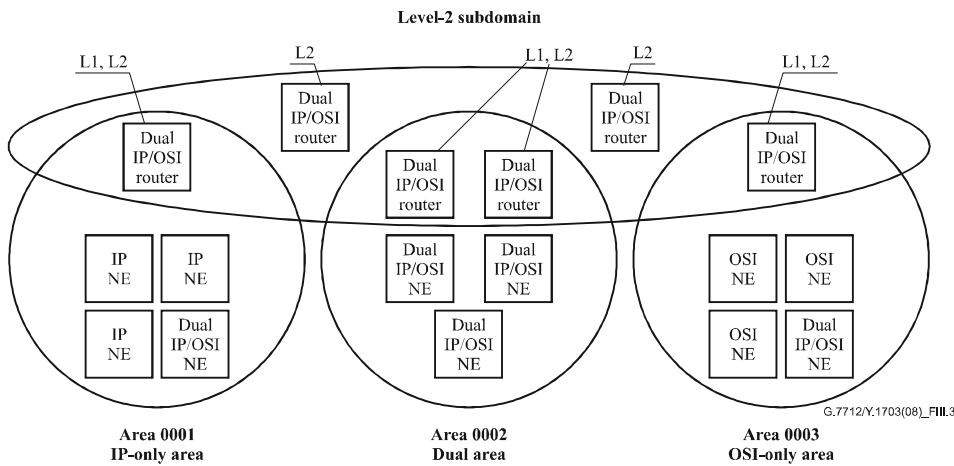 Level-2 subdomain
L1, L2
L2
L1, L2
L2
L1, L2
Dual
IP/OSI
router
Dual
IP/OSI
router
Dual
IP/OSI
router
Dual
IP/OSI
router
Dual
IP/OSI
router
Dual
IP/OSI
router
IP
NE
IP
NE
IP
NE
Dual
IP/OSI
NE
Dual
IP/OSI
NE
Dual
IP/OSI
NE
Dual
IP/OSI
NE
OSI
NE
OSI
NE
OSI
NE
Dual
IP/OSI
NE
G.7712/Y.1703(08)_FIII.3
Area 0001
IP-only area
Area 0002
Dual area
Area 0003
OSI-only area